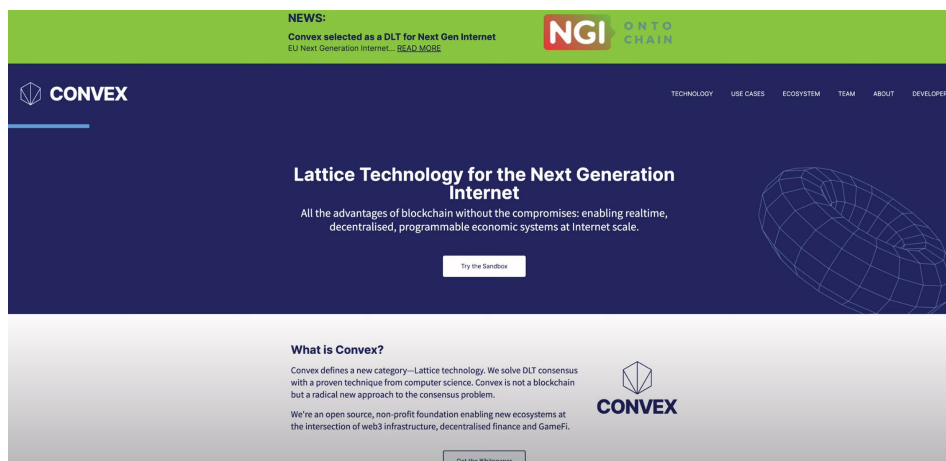 NEWS:
Convex selected as a DLT for Next Gen Internet
EU Next Generation Internet... READ MORE
NGI ONTO
CHAIN
CONVEX
TECHNOLOGY USE CASES ECOSYSTEM TEAM ABOUT DEVELOPER
Lattice Technology for the Next Generation
Internet
All the advantages of blockchain without the compromises: enabling realtime,
decentralised, programmable economic systems at Internet scale.
Try the Sandbox
What is Convex?
Convex defines a new category—Lattice technology. We solve DLT consensus
with a proven technique from computer science. Convex is not a blockchain
but a radical new approach to the consensus problem.
We're an open source, non-profit foundation enabling new ecosystems at
the intersection of web3 infrastructure, decentralised finance and GameFi.
CONVEX
Get the Whitepaper